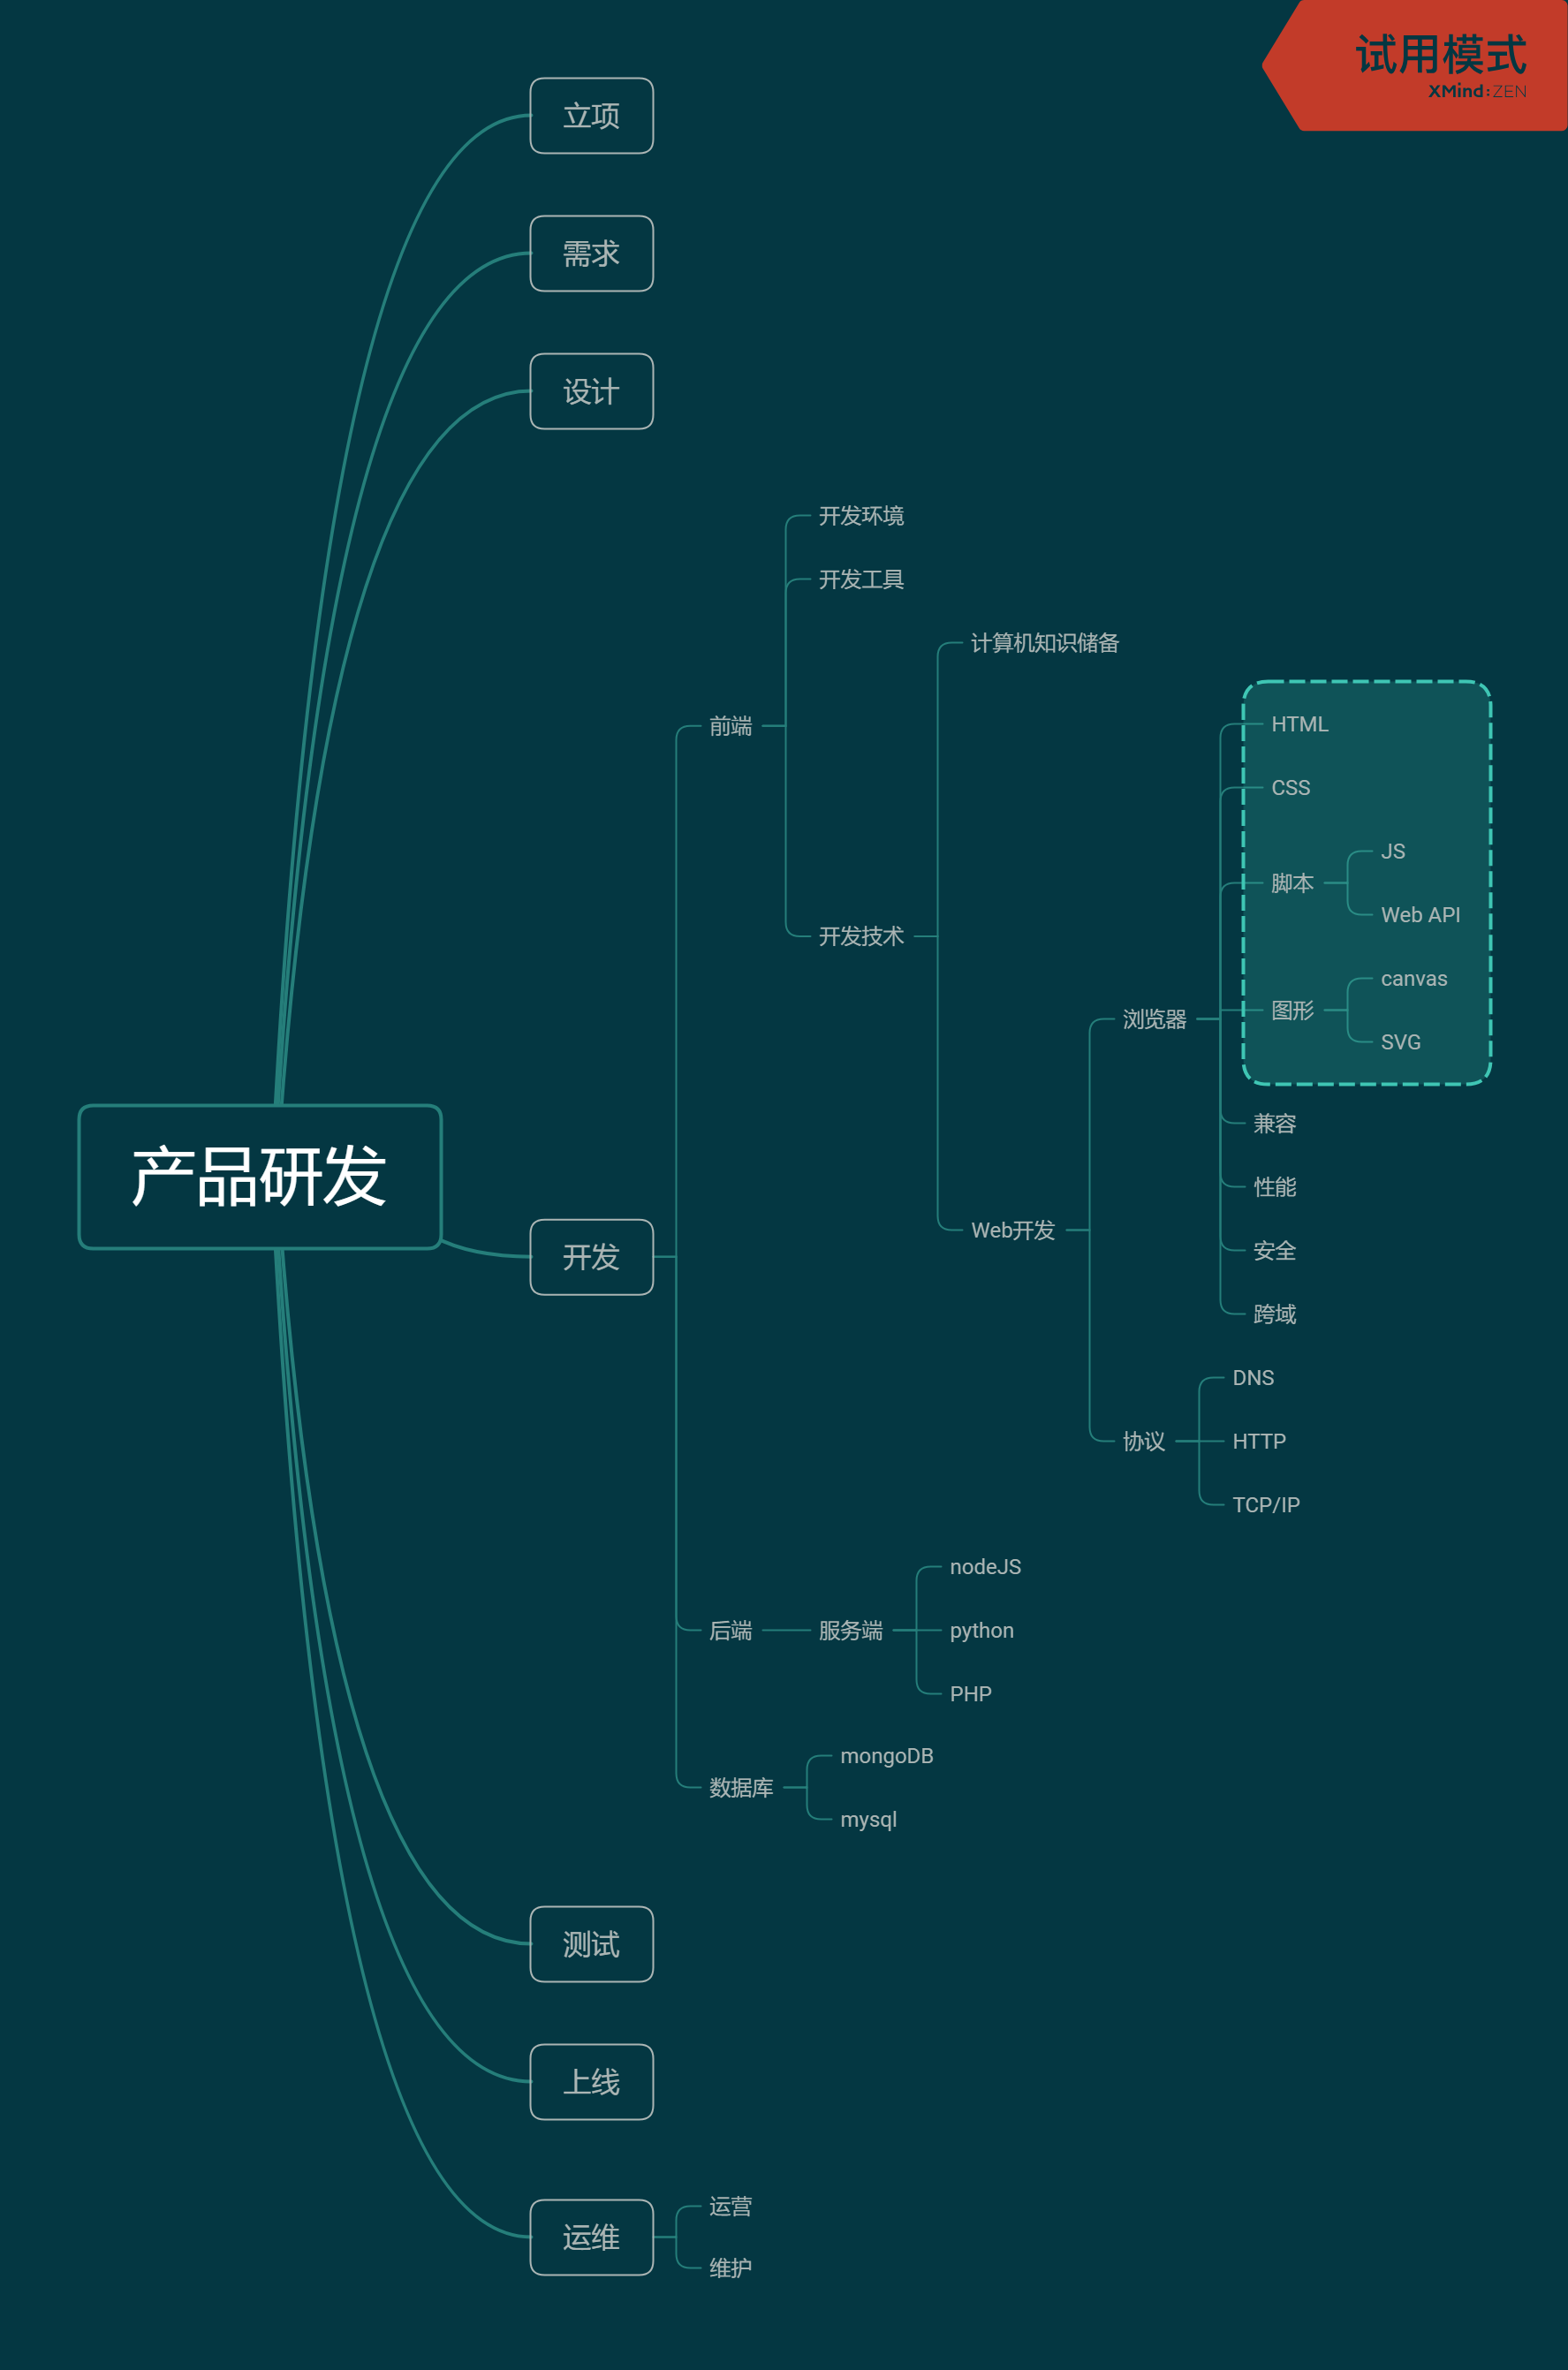 试用模式
XMind:ZEN
立项
需求
设计
开发环境
开发工具
计算机知识储备
前端
HTML
CSS
JS
脚本
Web API
开发技术
canvas
浏览器
图形
SVG
兼容
产品研发
性能
Web开发
安全
开发
跨域
DNS
协议
HTTP
TCP/IP
nodeJS
后端
服务端
python
PHP
mongoDB
数据库
mysql
测试
上线
运营
运维
维护